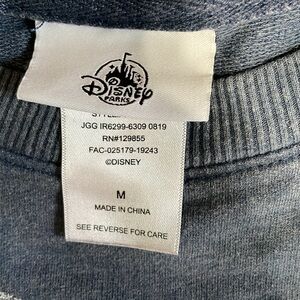 Disney
PARKS
JGG IR6299-6309 0819
RN#129855
FAC-025179-19243
©DISNEY
M
MADE IN CHINA
SEE REVERSE FOR CARE